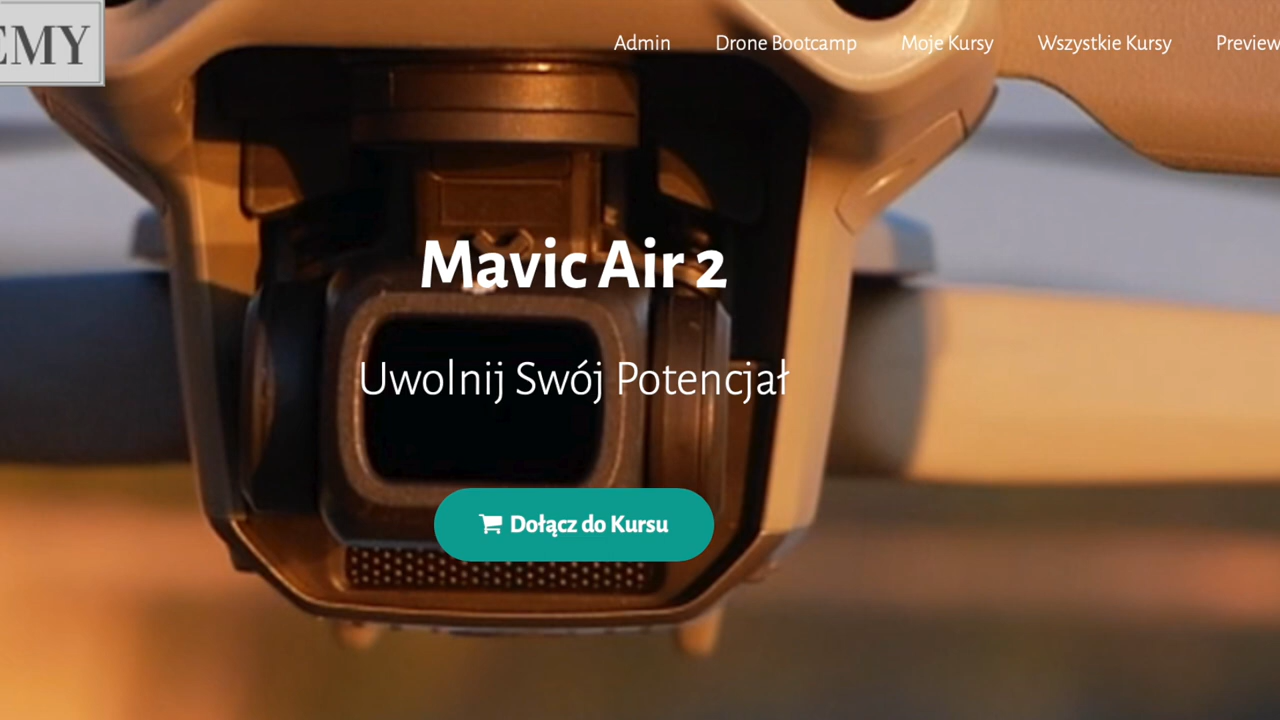 EMY
Admin Drone Bootcamp Moje Kursy Wszystkie Kursy Preview
Mavic Air 2
Uwolnij Swój Potencjał
Dołącz do Kursu